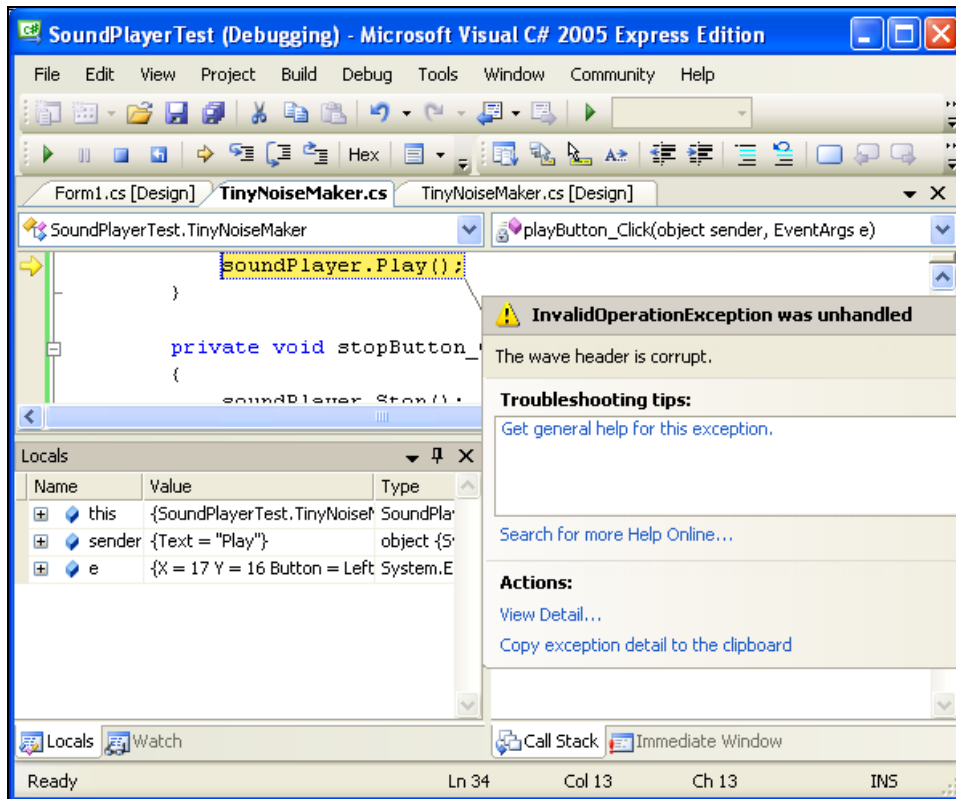 SoundPlayerTest (Debugging) - Microsoft Visual C# 2005 Express Edition
File Edit View Project Build Debug Tools Window Community Help
Hex
Form1.cs [Design] TinyNoiseMaker.cs TinyNoiseMaker.cs [Design]
SoundPlayerTest.TinyNoiseMaker playButton_Click(object sender, EventArgs e)
soundPlayer.Play();
}
InvalidOperationException was unhandled
private void stopButton_
The wave header is corrupt.
{
soundPlayer.Stop();
Troubleshooting tips:
Get general help for this exception.
Locals
Name Value Type
this {SoundPlayerTest.TinyNoiseM SoundPla
sender {Text = "Play"} object {S
Search for more Help Online...
e {X = 17 Y = 16 Button = Left System.E
Actions:
View Detail...
Copy exception detail to the clipboard
Locals Watch Call Stack Immediate Window
Ready Ln 34 Col 13 Ch 13 INS